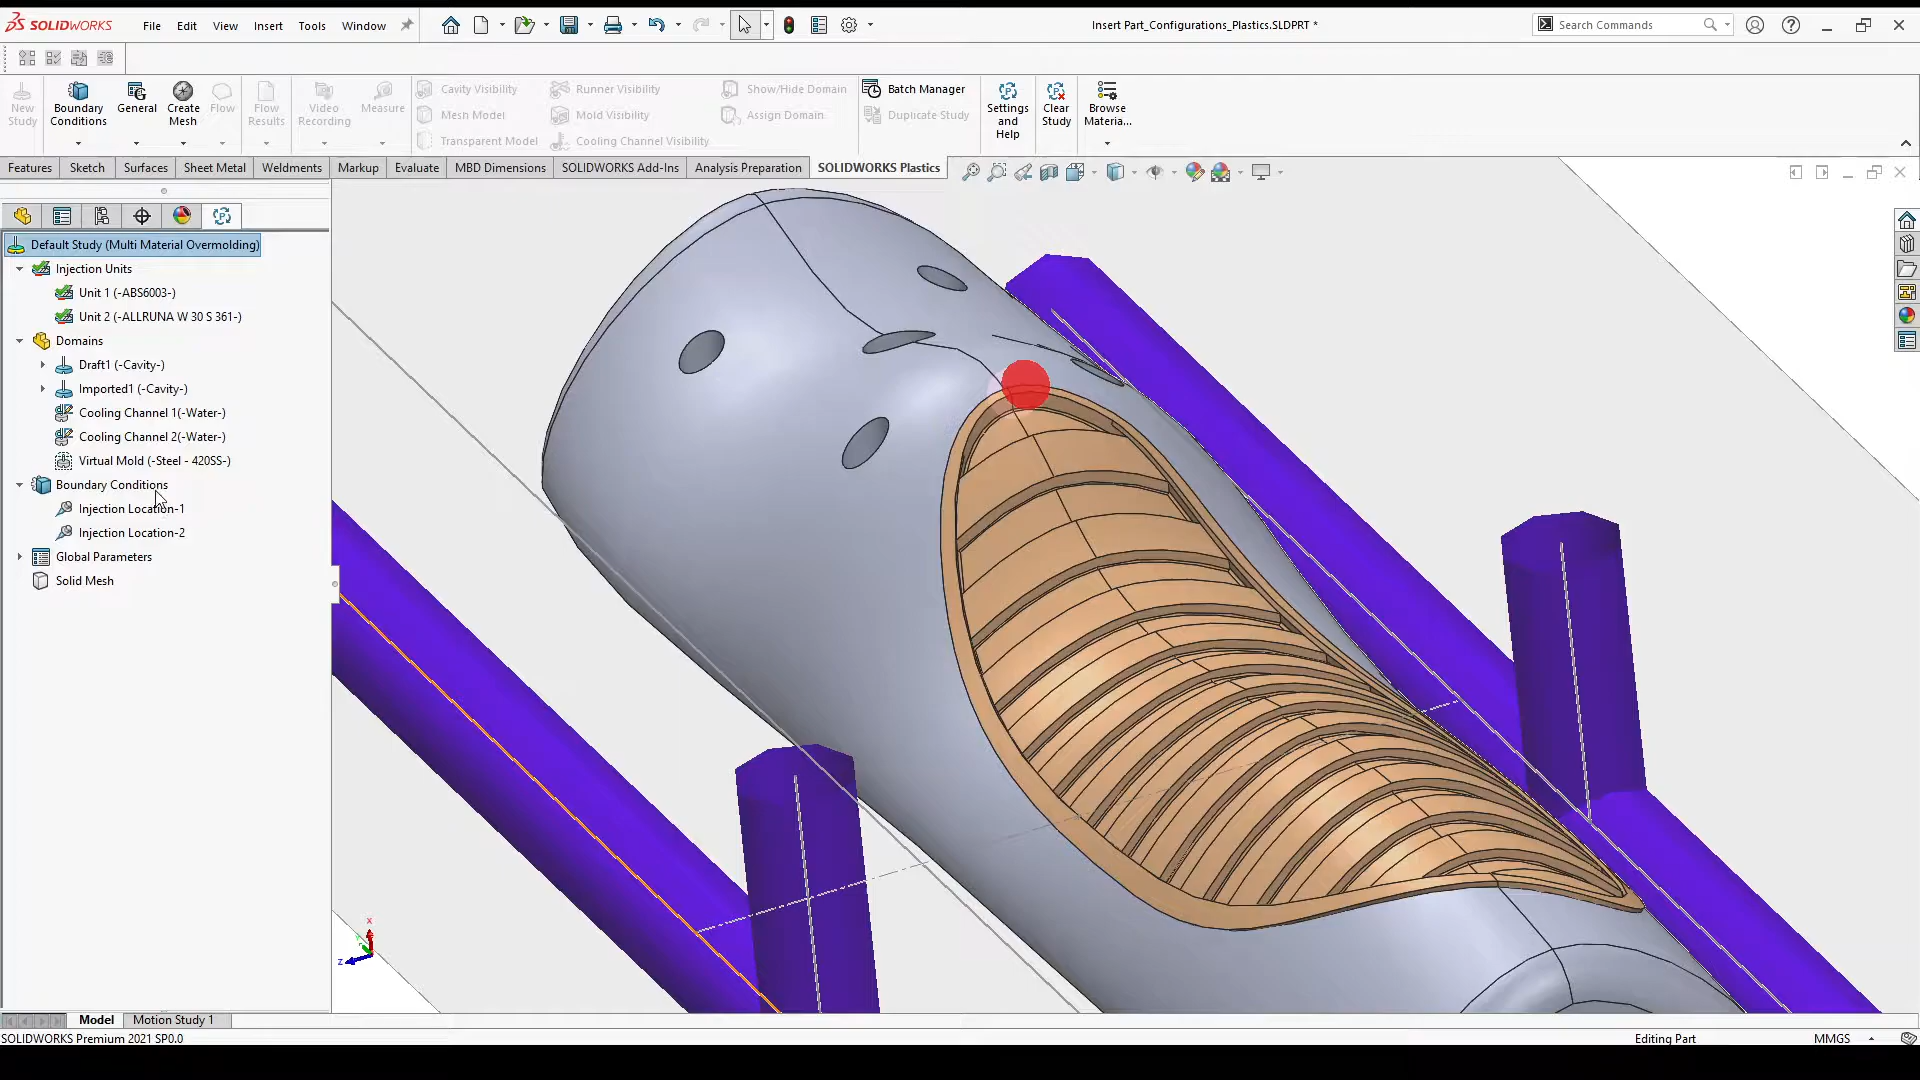 SOLIDWORKS File Edit View Insert Tools Window Insert Part_Configurations_Plastics.SLDPRT * Search Commands
New Study
Boundary Conditions
General
Create Mesh
Flow
Flow Results
Video Recording
Measure
Cavity Visibility
Mesh Model
Transparent Model
Runner Visibility
Mold Visibility
Cooling Channel Visibility
Show/Hide Domain
Assign Domain
Batch Manager
Duplicate Study
Settings and Help
Clear Study
Browse Materia...
Features Sketch Surfaces Sheet Metal Weldments Markup Evaluate MBD Dimensions SOLIDWORKS Add-Ins Analysis Preparation SOLIDWORKS Plastics
Default Study (Multi Material Overmolding)
Injection Units
Unit 1 (-ABS6003-)
Unit 2 (-ALLRUNA W 30 S 361-)
Domains
Draft1 (-Cavity-)
Imported1 (-Cavity-)
Cooling Channel 1(-Water-)
Cooling Channel 2(-Water-)
Virtual Mold (-Steel - 420SS-)
Boundary Conditions
Injection Location-1
Injection Location-2
Global Parameters
Solid Mesh
X
Y
Z
Model Motion Study 1
SOLIDWORKS Premium 2021 SP0.0 Editing Part MMGS